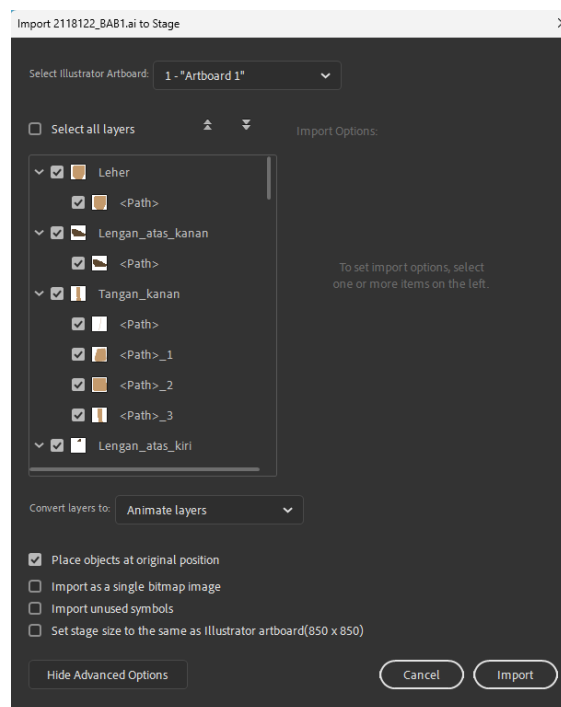 Import 2118122_BAB1.ai to Stage
Select Illustrator Artboard: 1 - "Artboard 1"
Select all layers
Import Options:
Leher
<Path>
Lengan_atas_kanan
<Path>
Tangan_kanan
<Path>
<Path>_1
<Path>_2
<Path>_3
Lengan_atas_kiri
To set import options, select
one or more items on the left.
Convert layers to: Animate layers
Place objects at original position
Import as a single bitmap image
Import unused symbols
Set stage size to the same as Illustrator artboard(850 x 850)
Hide Advanced Options
Cancel
Import